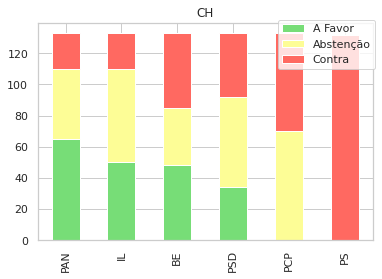 CH
A Favor
Abstenção
Contra
120
100
80
60
40
20
0
PAN
IL
BE
PSD
PCP
PS